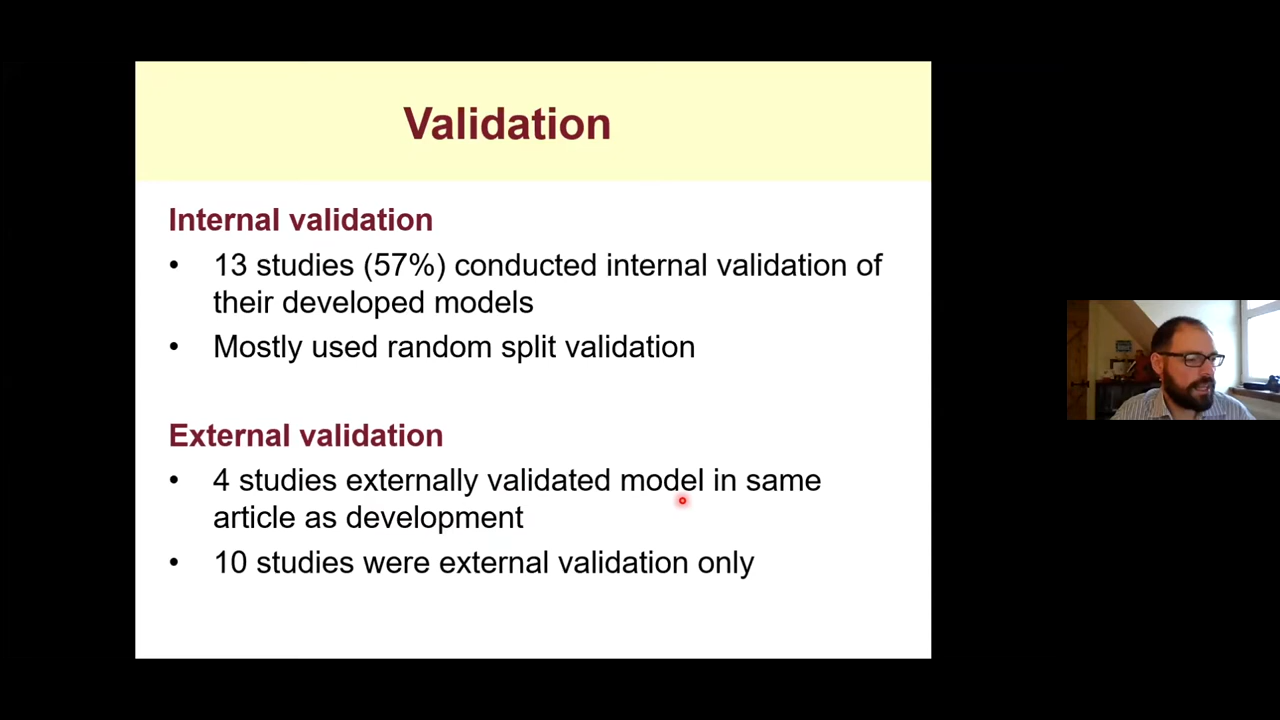 Validation
Internal validation
• 13 studies (57%) conducted internal validation of
their developed models
• Mostly used random split validation
External validation
• 4 studies externally validated model in same
article as development
• 10 studies were external validation only